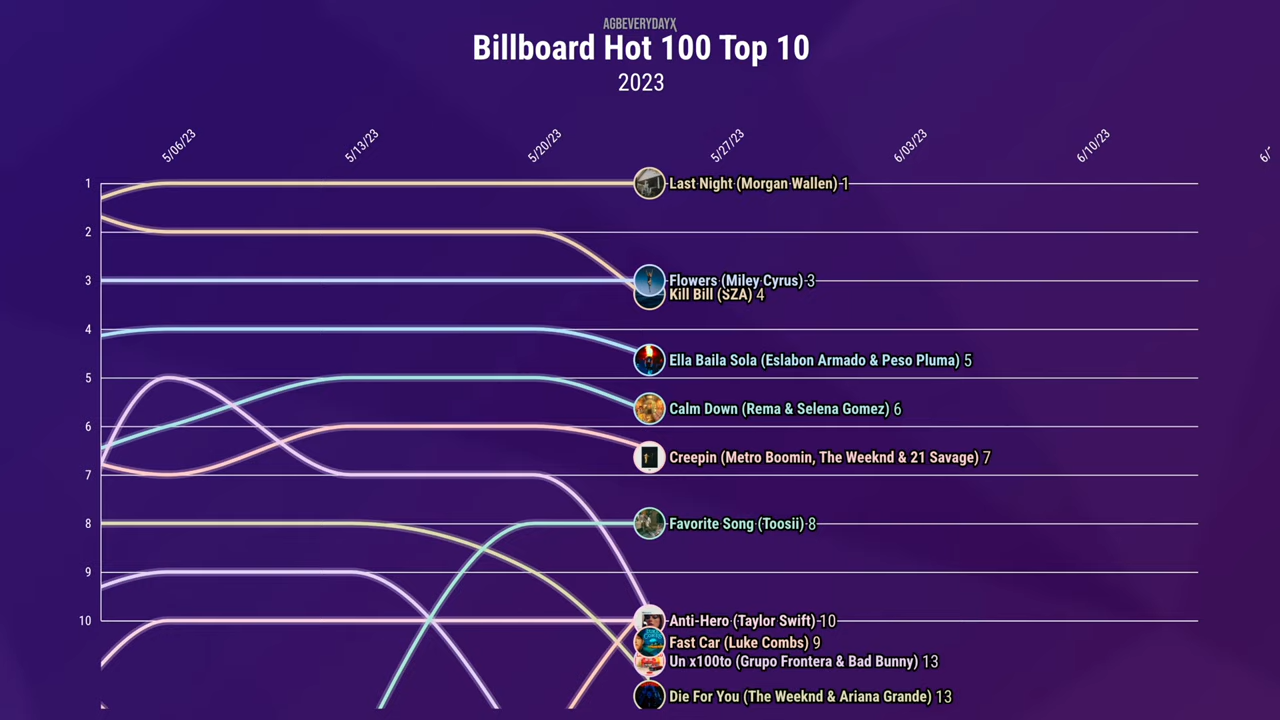 AGBEVERYDAYX
Billboard Hot 100 Top 10
2023
5/06/23
5/13/23
5/20/23
5/27/23
6/03/23
6/10/23
1
Last Night (Morgan Wallen) 1
2
3
Flowers (Miley Cyrus) 3
Kill Bill (SZA) 4
4
Ella Baila Sola (Eslabon Armado & Peso Pluma) 5
5
Calm Down (Rema & Selena Gomez) 6
6
Creepin (Metro Boomin, The Weeknd & 21 Savage) 7
7
8
Favorite Song (Toosii) 8
9
10
Anti-Hero (Taylor Swift) 10
Fast Car (Luke Combs) 9
Un x100to (Grupo Frontera & Bad Bunny) 13
Die For You (The Weeknd & Ariana Grande) 13